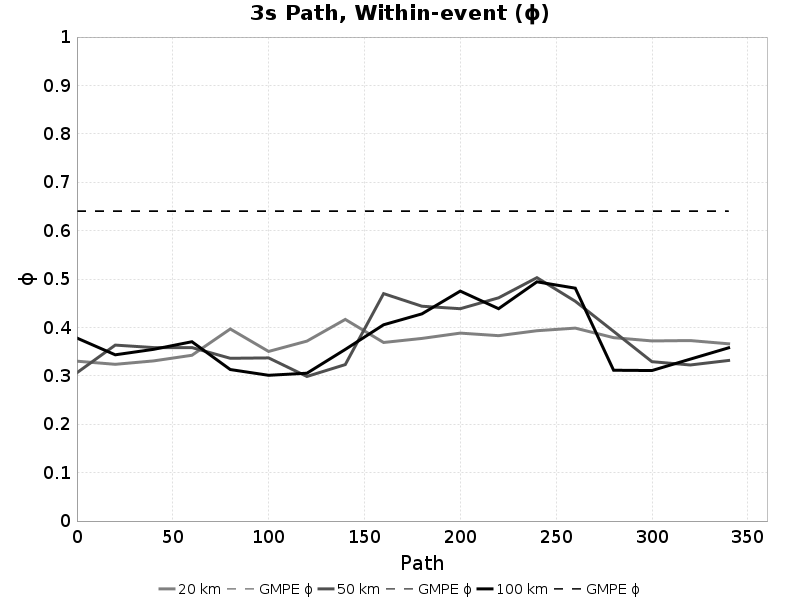 3s Path, Within-event (ϕ)
1
0.9
0.8
0.7
0.6
0.5
0.4
0.3
0.2
0.1
0
ϕ
0 50 100 150 200 250 300 350
Path
20 km GMPE ϕ 50 km GMPE ϕ 100 km GMPE ϕ